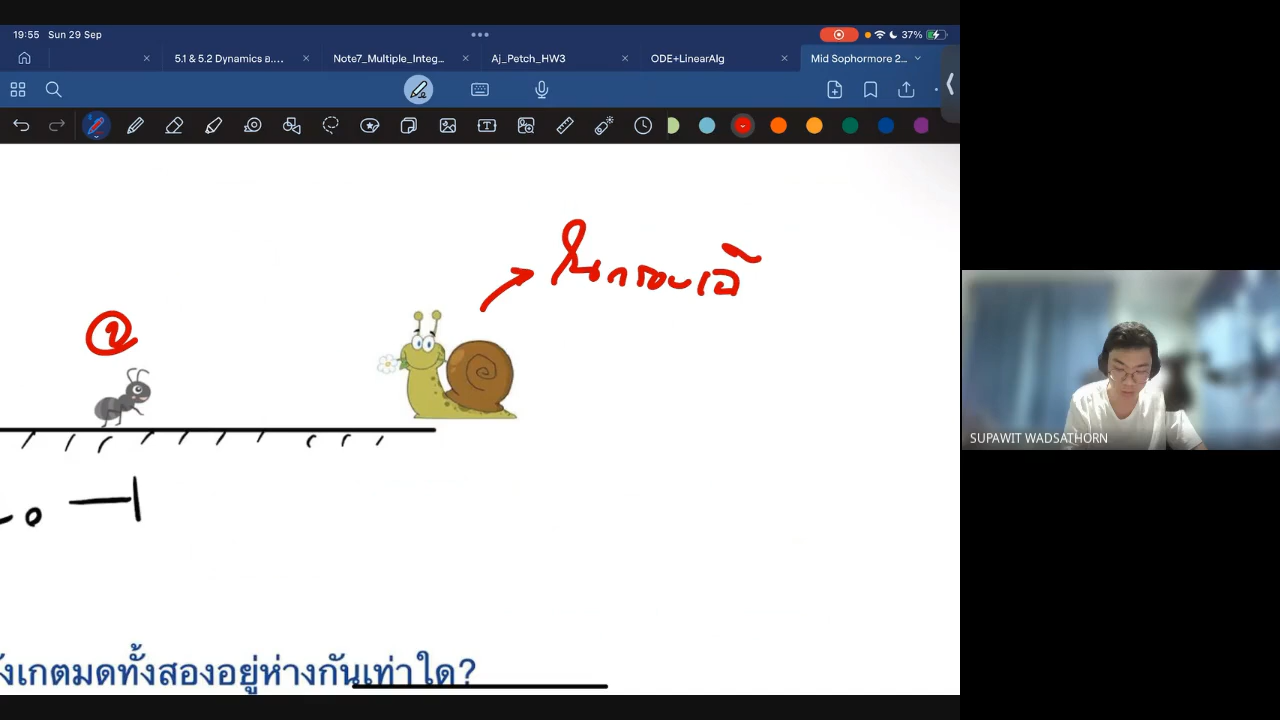 19:55 Sun 29 Sep
37%
5.1 & 5.2 Dynamics a....
Note7_Multiple_Integ...
Aj_Petch_HW3
ODE+LinearAlg
Mid Sophormore 2...
2
ังเกตมดทั้งสองอยู่ห่างกันเท่าใด?
SUPAWIT WADSATHORN